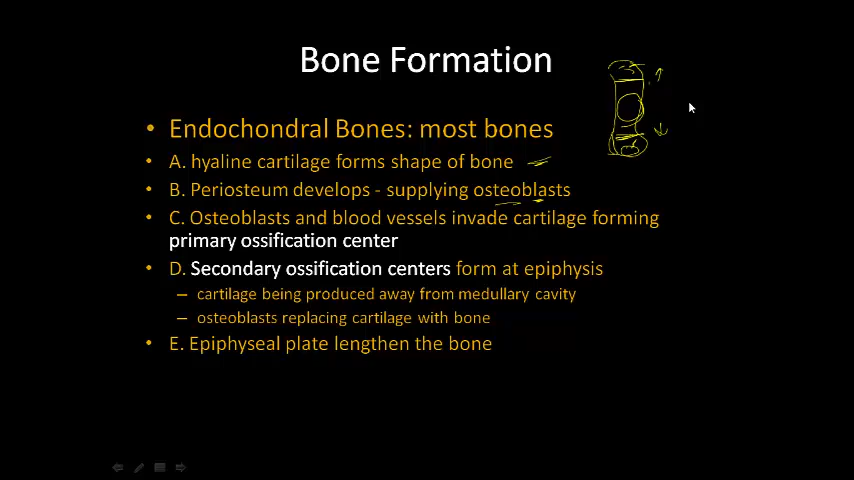 Bone Formation
• Endochondral Bones: most bones
• A. hyaline cartilage forms shape of bone
• B. Periosteum develops - supplying osteoblasts
• C. Osteoblasts and blood vessels invade cartilage forming
primary ossification center
• D. Secondary ossification centers form at epiphysis
– cartilage being produced away from medullary cavity
– osteoblasts replacing cartilage with bone
• E. Epiphyseal plate lengthen the bone